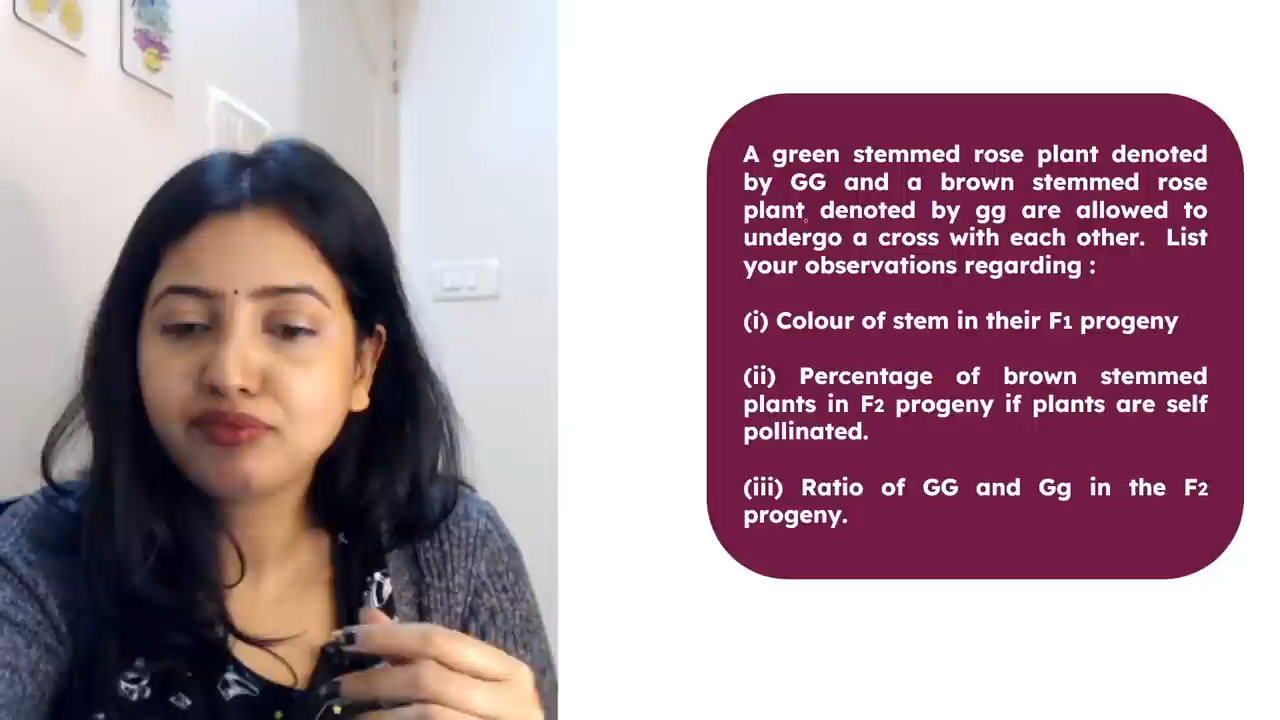 A green stemmed rose plant denoted
by GG and a brown stemmed rose
plant denoted by gg are allowed to
undergo a cross with each other. List
your observations regarding :
(i) Colour of stem in their F1 progeny
(ii) Percentage of brown stemmed
plants in F2 progeny if plants are self
pollinated.
(iii) Ratio of GG and Gg in the F2
progeny.